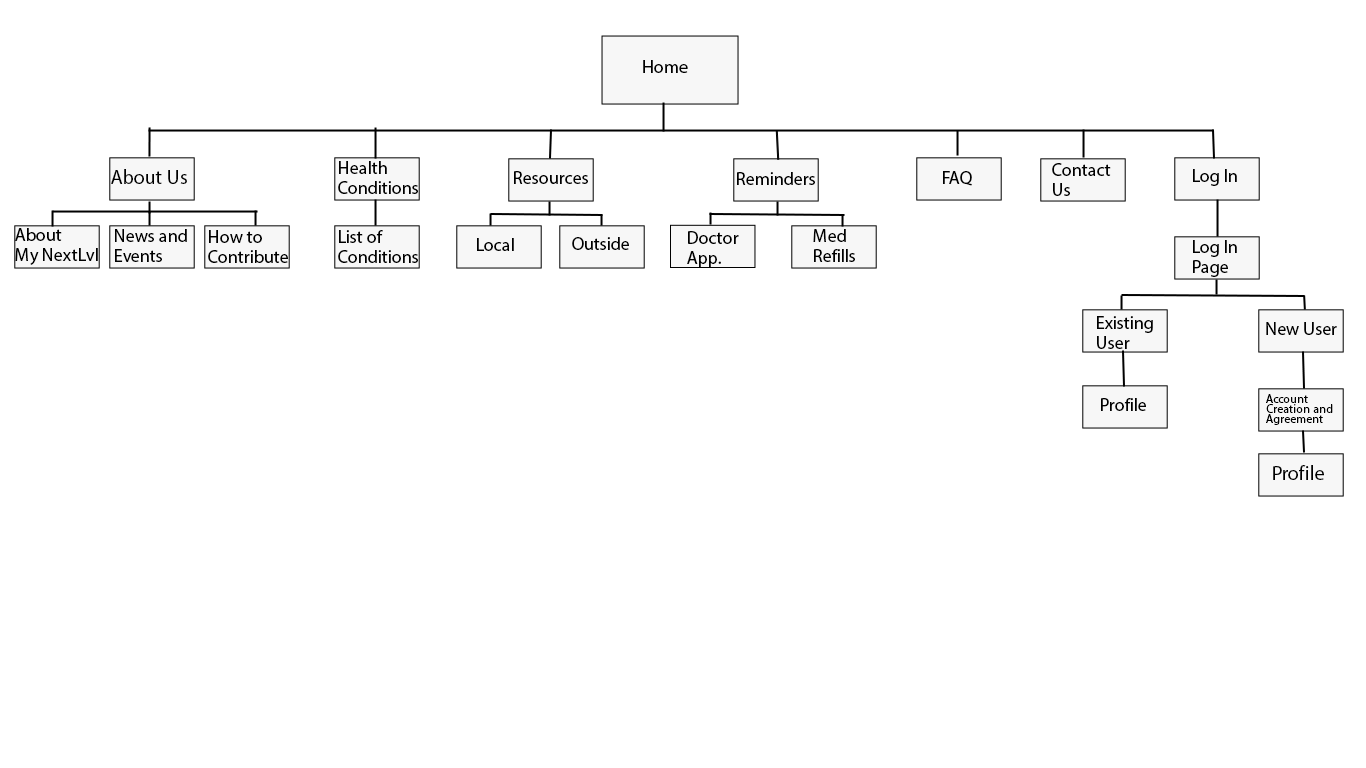 Home
About Us
Health
Conditions
Resources
Reminders
FAQ
Contact
Us
Log In
About
My NextLvl
News and
Events
How to
Contribute
List of
Conditions
Local
Outside
Doctor
App.
Med
Refills
Log In
Page
Existing
User
New User
Profile
Account
Creation and
Agreement
Profile